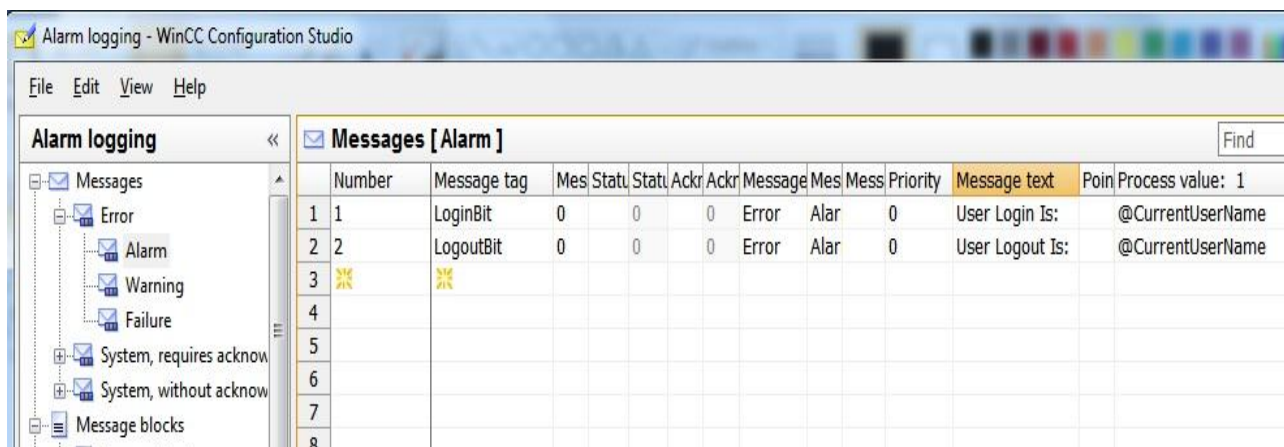 Alarm logging - WinCC Configuration Studio
File Edit View Help
Alarm logging «
Messages
Error
Alarm
Warning
Failure
System, requires acknow
System, without acknow
Message blocks
Messages [ Alarm ]
Find
Number Message tag Mes Statu Statu Ackr Ackr Message Mes Mess Priority Message text Poin Process value: 1
1 1 LoginBit 0 0 0 Error Alar 0 User Login Is: @CurrentUserName
2 2 LogoutBit 0 0 0 Error Alar 0 User Logout Is: @CurrentUserName
3
4
5
6
7
8